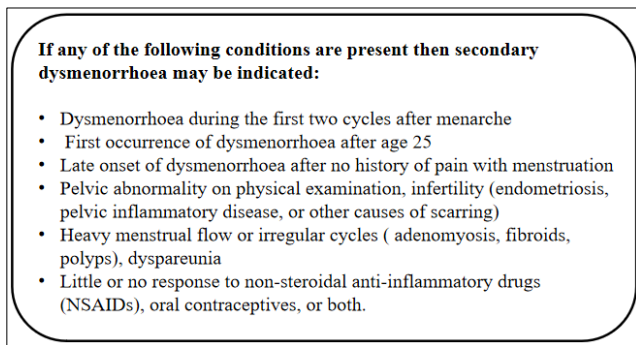 If any of the following conditions are present then secondary
dysmenorrhoea may be indicated:
• Dysmenorrhoea during the first two cycles after menarche
• First occurrence of dysmenorrhoea after age 25
• Late onset of dysmenorrhoea after no history of pain with menstruation
• Pelvic abnormality on physical examination, infertility (endometriosis,
pelvic inflammatory disease, or other causes of scarring)
• Heavy menstrual flow or irregular cycles ( adenomyosis, fibroids,
polyps), dyspareunia
• Little or no response to non-steroidal anti-inflammatory drugs
(NSAIDs), oral contraceptives, or both.